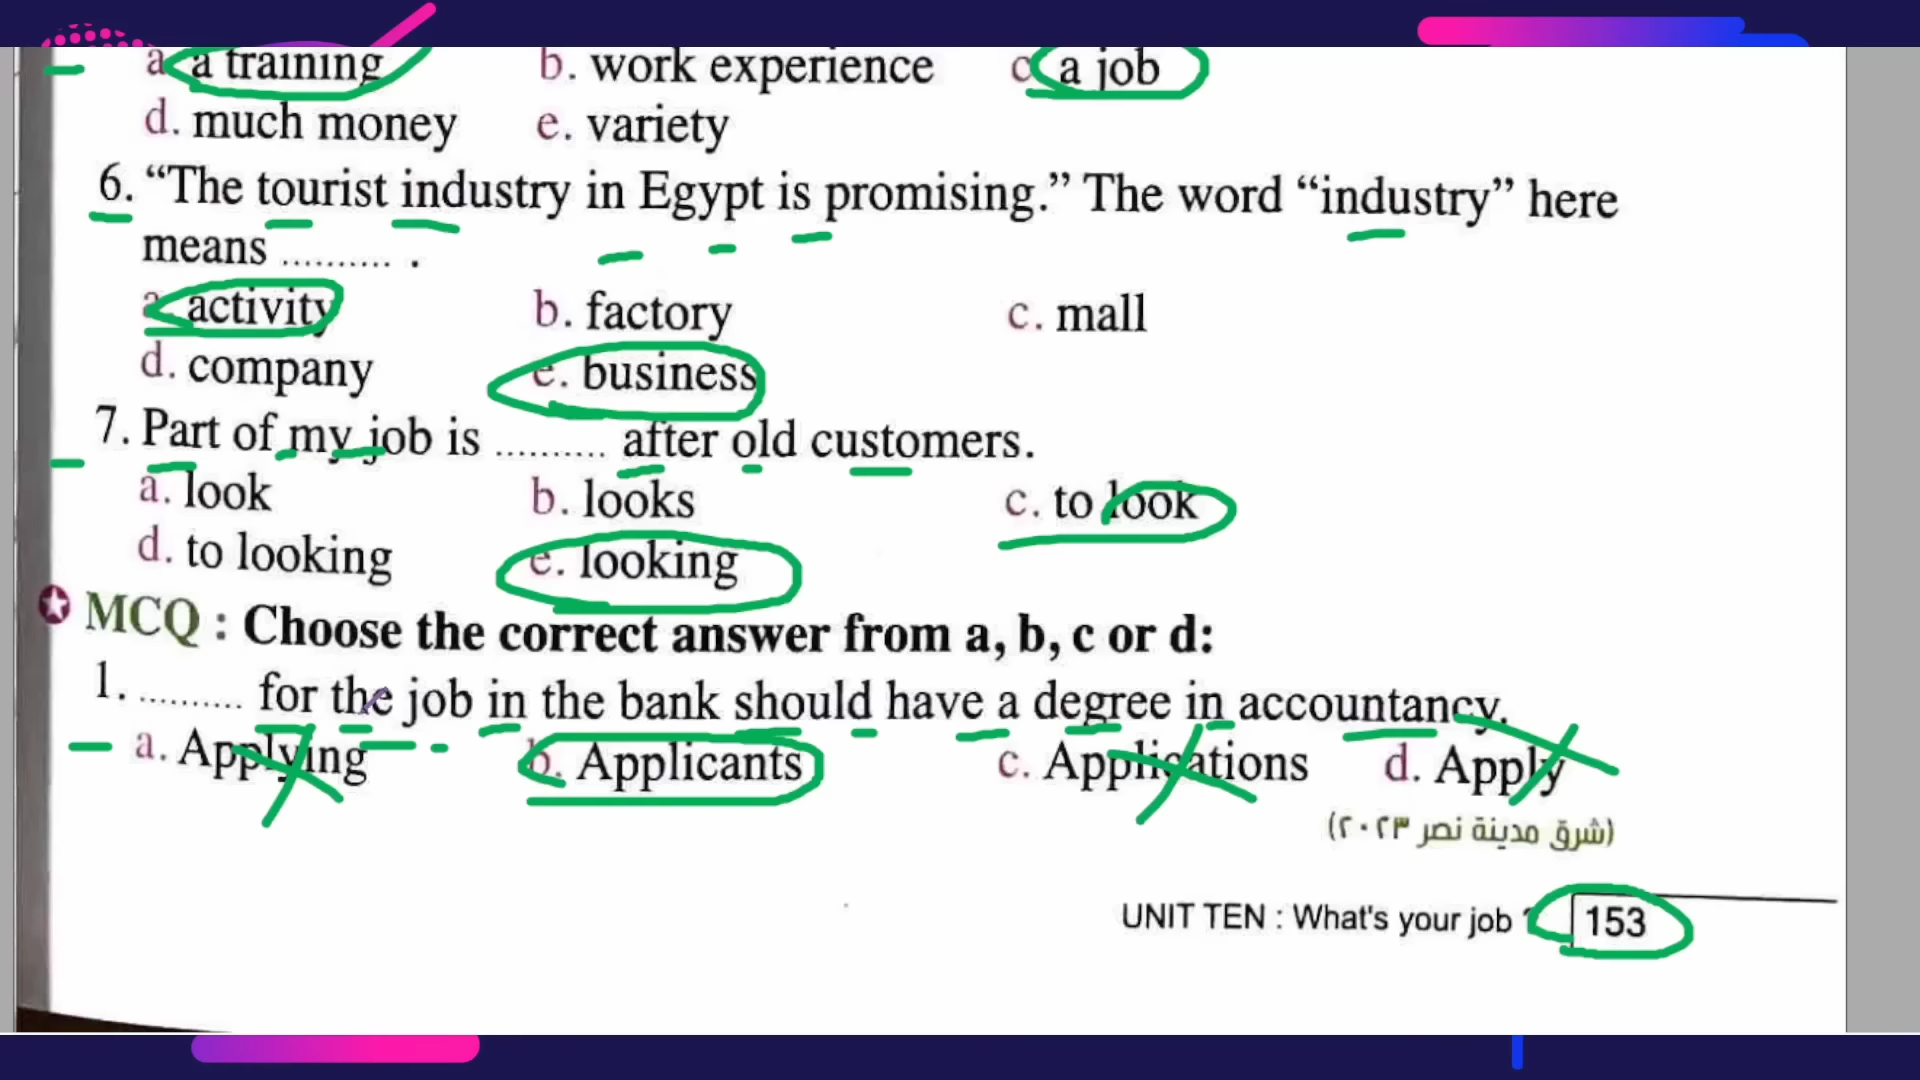 a. a training b. work experience c. a job
d. much money e. variety
6. “The tourist industry in Egypt is promising.” The word “industry” here
means .......... .
a. activity b. factory c. mall
d. company e. business
7. Part of my job is .......... after old customers.
a. look b. looks c. to look
d. to looking e. looking
MCQ : Choose the correct answer from a, b, c or d:
1. .......... for the job in the bank should have a degree in accountancy.
a. Applying b. Applicants c. Applications d. Apply
(شرق مدينة نصر ٢٠٢٣)
UNIT TEN : What's your job ? 153